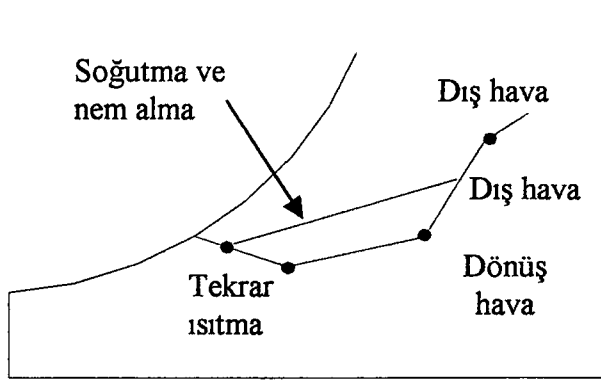 Soğutma ve
nem alma
Dış hava
Dış hava
Dönüş
hava
Tekrar
ısıtma